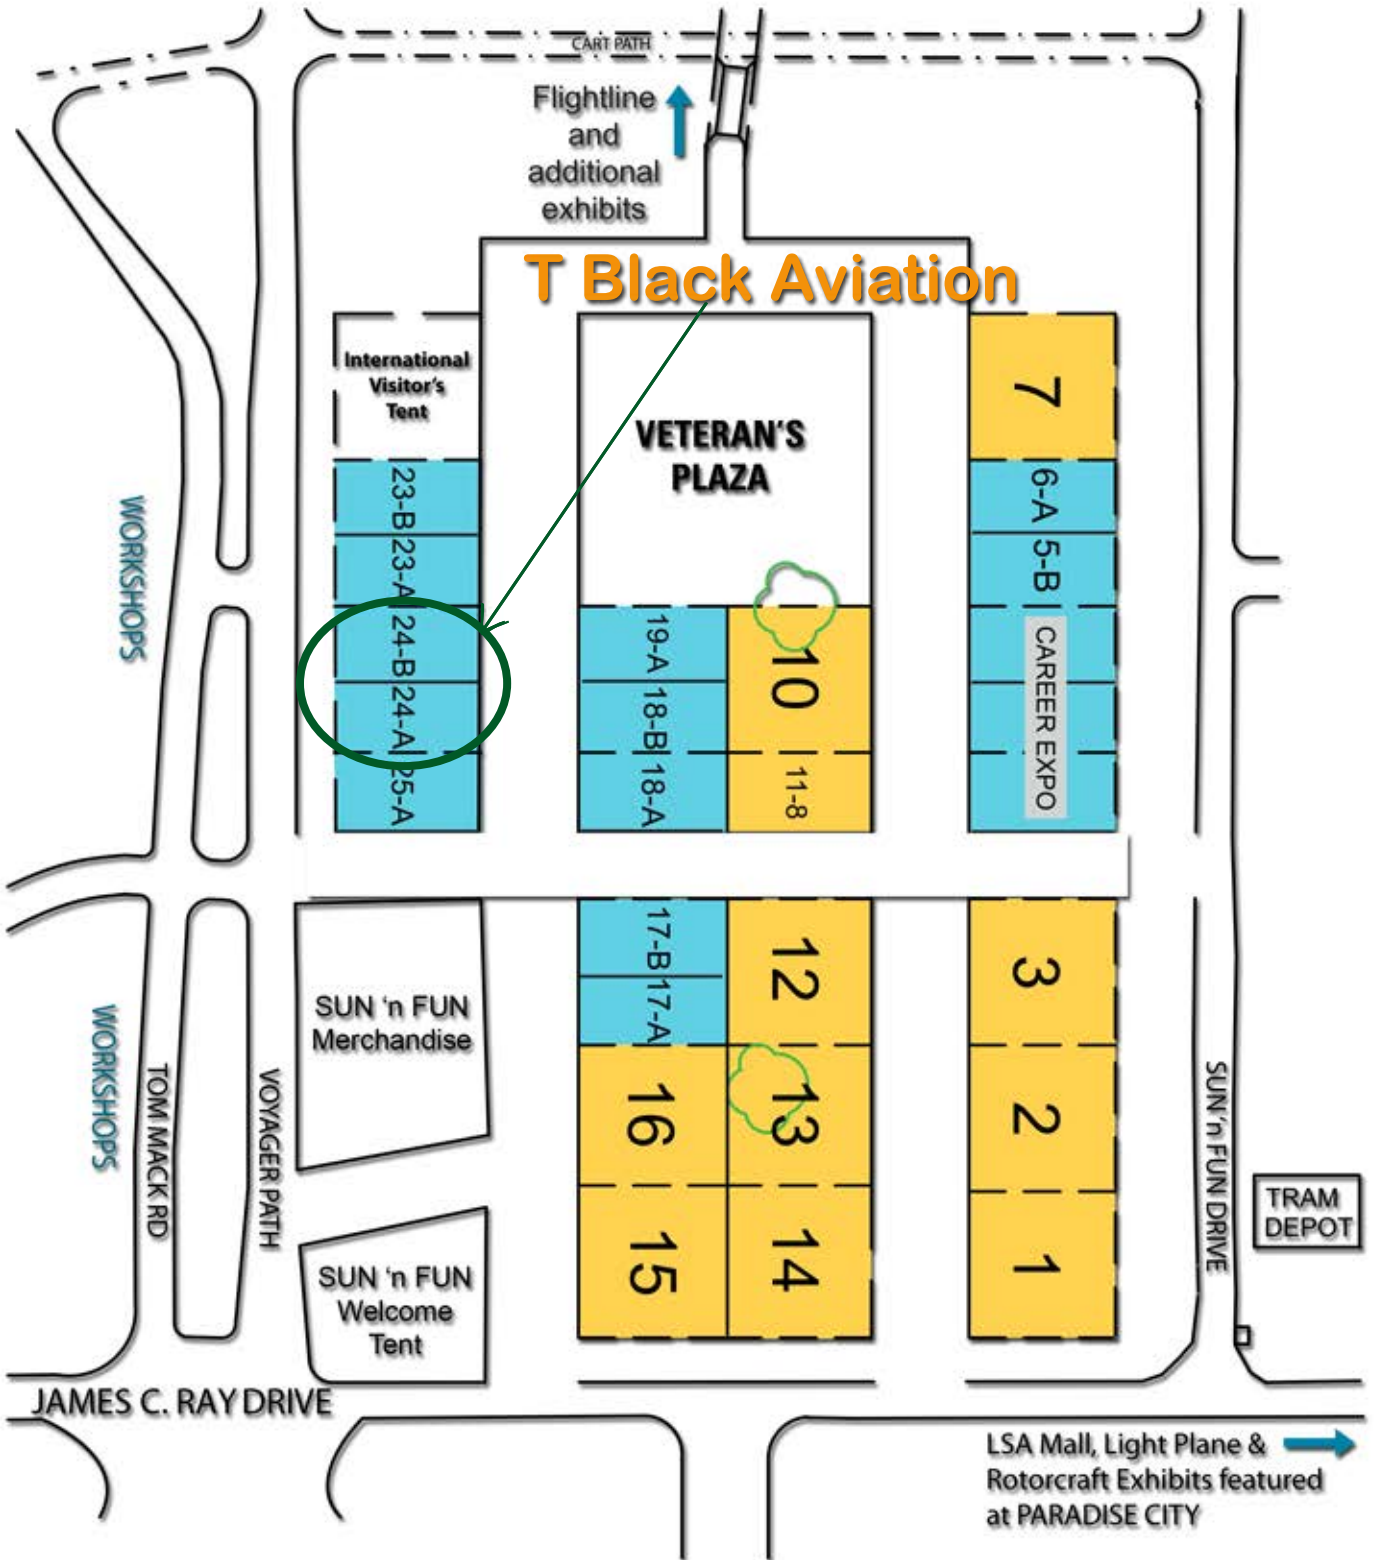 CART PATH
Flightline
and
additional
exhibits
T Black Aviation
International
Visitor's
Tent
VETERAN'S
PLAZA
7
23-B
6-A
WORKSHOPS
23-A
5-B
24-B
19-A
10
CAREER EXPO
24-A
18-B
25-A
18-A
11-8
17-B
12
3
SUN 'n FUN
Merchandise
17-A
WORKSHOPS
TOM MACK RD
VOYAGER PATH
16
13
2
SUN 'n FUN DRIVE
TRAM
DEPOT
SUN 'n FUN
Welcome
Tent
15
14
1
JAMES C. RAY DRIVE
LSA Mall, Light Plane &
Rotorcraft Exhibits featured
at PARADISE CITY